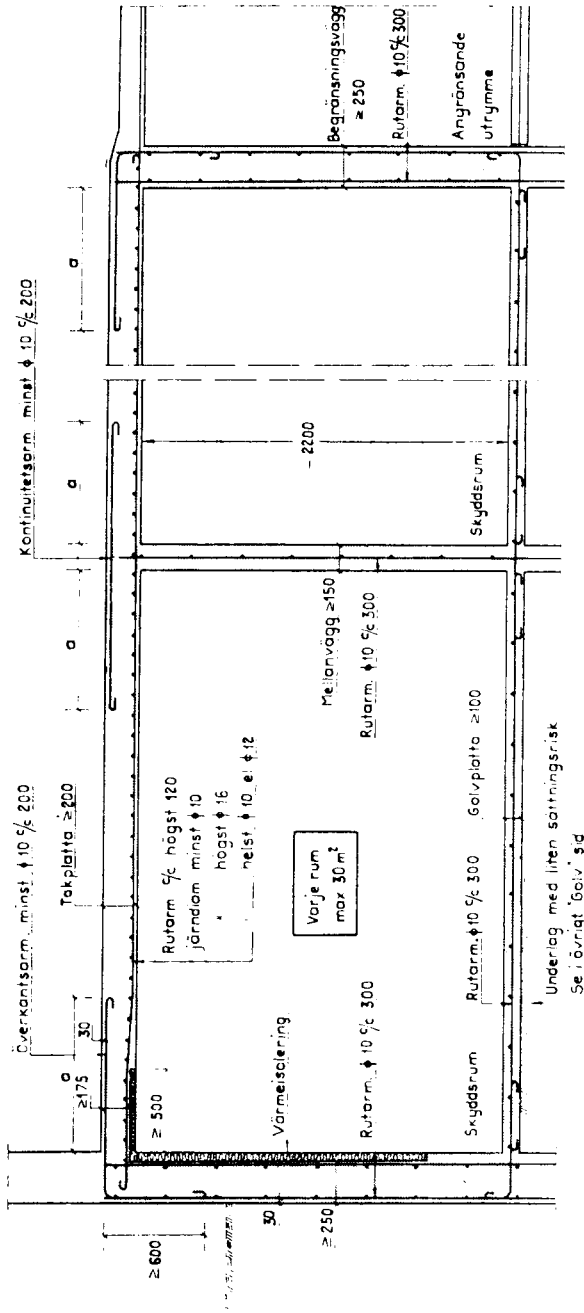 Kontinuitetsarm minst ϕ 10 c/c 200
Överkantsarm minst ϕ 10 c/c 200
Takplatta ≥200
a
≥175
30
a
a
a
≥600
≥500
Rutarm c/c högst 120
järndiam minst ϕ 10
" högst ϕ 16
helst ϕ 10 el ϕ 12
Begränsningsvägg
≥ 250
Rutarm. ϕ 10 c/c 300
Angränsande
utrymme
Värmeisolering
Varje rum
max 30 m²
Mellanvägg ≥150
Rutarm. ϕ 10 c/c 300
~2200
30
≥250
Rutarm. ϕ 10 c/c 300
Skyddsrum
Rutarm. ϕ 10 c/c 300
Golvplatta ≥100
Skyddsrum
Underlag med liten sättningsrisk
Se i övrigt "Golv" sid